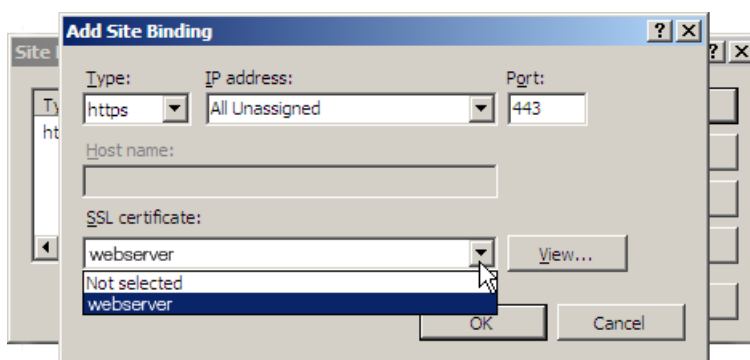 Add Site Binding
Site
Type: IP address: Port:
https All Unassigned 443
Host name:
SSL certificate:
webserver View...
Not selected
webserver
OK Cancel